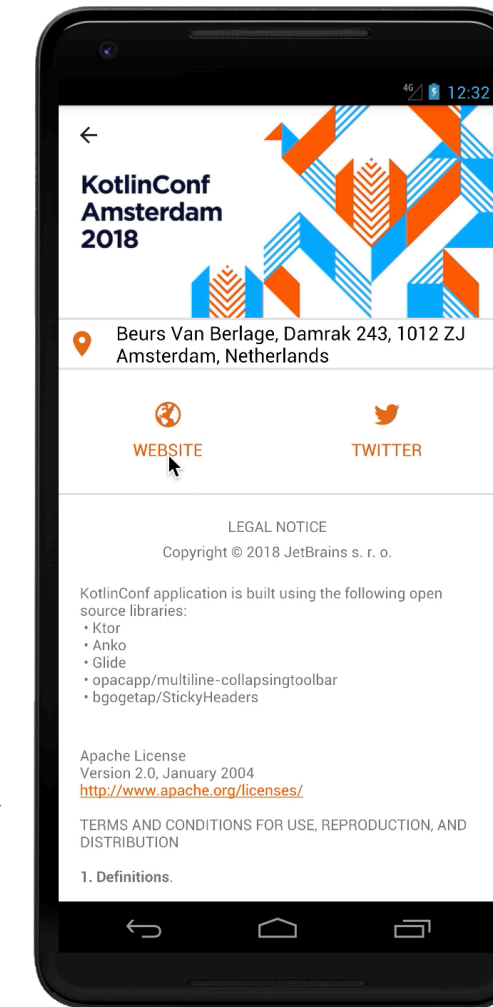 4G 12:32
KotlinConf
Amsterdam
2018
Beurs Van Berlage, Damrak 243, 1012 ZJ
Amsterdam, Netherlands
WEBSITE TWITTER
LEGAL NOTICE
Copyright © 2018 JetBrains s. r. o.
KotlinConf application is built using the following open
source libraries:
• Ktor
• Anko
• Glide
• opacapp/multiline-collapsingtoolbar
• bgogetap/StickyHeaders
Apache License
Version 2.0, January 2004
http://www.apache.org/licenses/
TERMS AND CONDITIONS FOR USE, REPRODUCTION, AND
DISTRIBUTION
1. Definitions.